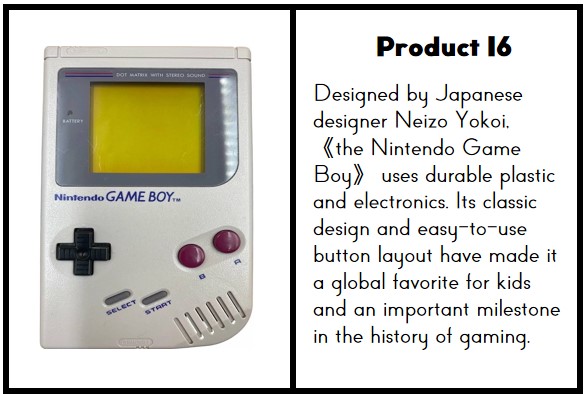 Product 16
Designed by Japanese
designer Neizo Yokoi,
《the Nintendo Game
Boy》 uses durable plastic
and electronics. Its classic
design and easy-to-use
button layout have made it
a global favorite for kids
and an important milestone
in the history of gaming.
DOT MATRIX WITH STEREO SOUND
BATTERY
Nintendo GAME BOY TM
B
A
SELECT
START